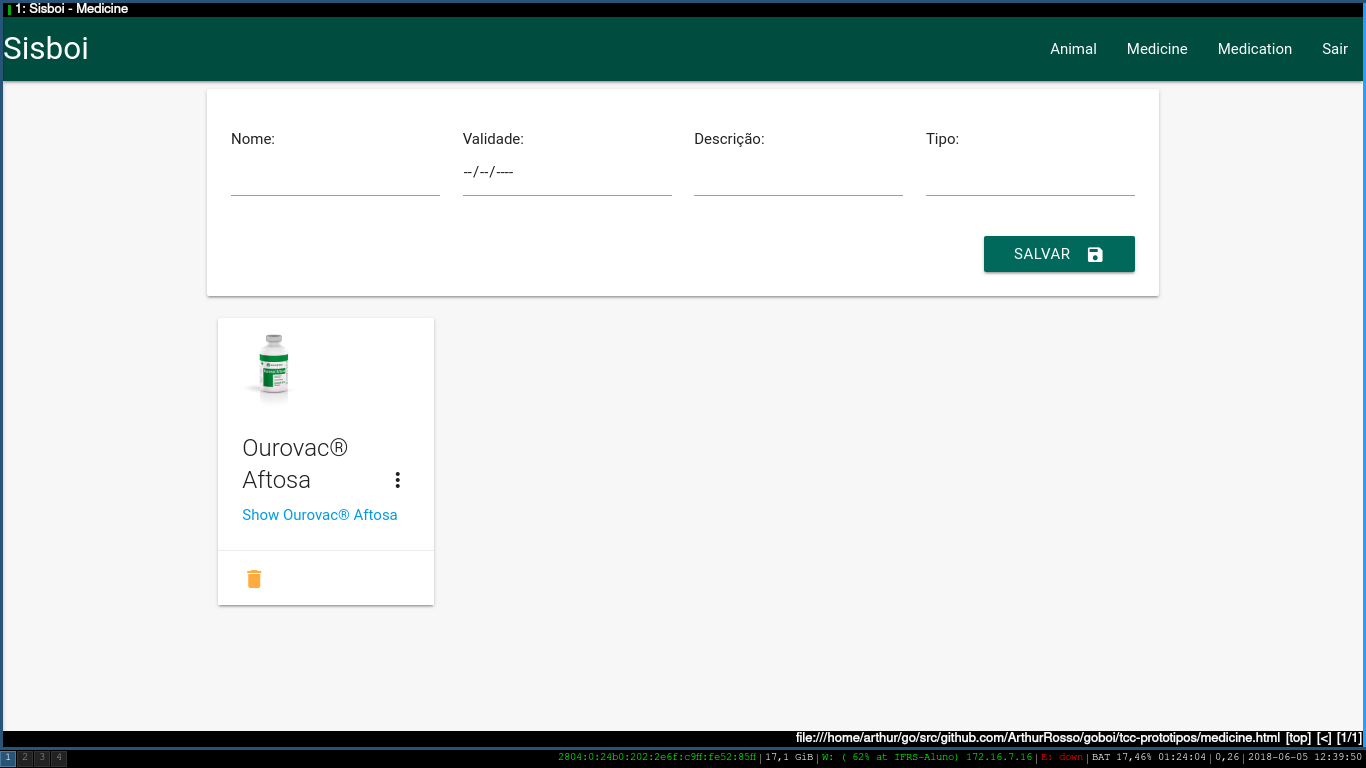 1: Sisboi - Medicine
Sisboi
Animal Medicine Medication Sair
Nome: Validade: Descrição: Tipo:
--/--/----
SALVAR
Ourovac®
Aftosa
Show Ourovac® Aftosa
file:///home/arthur/go/src/github.com/ArthurRosso/goboi/tcc-prototipos/medicine.html [top] [<] [1/1]
1 2 3 4 2804:0:24b0:202:2e6f:c9ff:fe52:85ff|17,1 GiB|W: ( 62% at IFRS-Aluno) 172.16.7.16|E: down|BAT 17,46% 01:24:04|0,26|2018-06-05 12:39:50